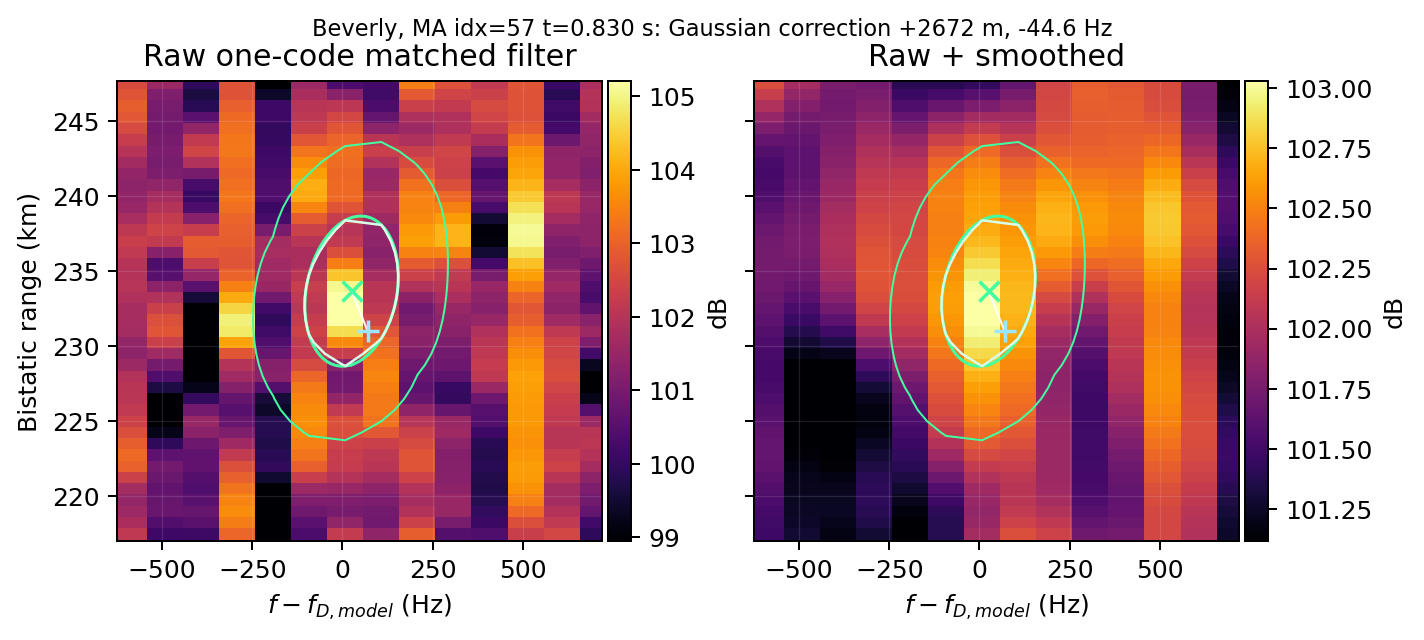 Beverly, MA idx=57 t=0.830 s: Gaussian correction +2672 m, -44.6 Hz
Raw one-code matched filter
Raw + smoothed
Bistatic range (km)
245
240
235
230
225
220
−500 −250 0 250 500
f − f_{D, model} (Hz)
105
104
103
102
101
100
99
dB
−500 −250 0 250 500
f − f_{D, model} (Hz)
103.00
102.75
102.50
102.25
102.00
101.75
101.50
101.25
dB